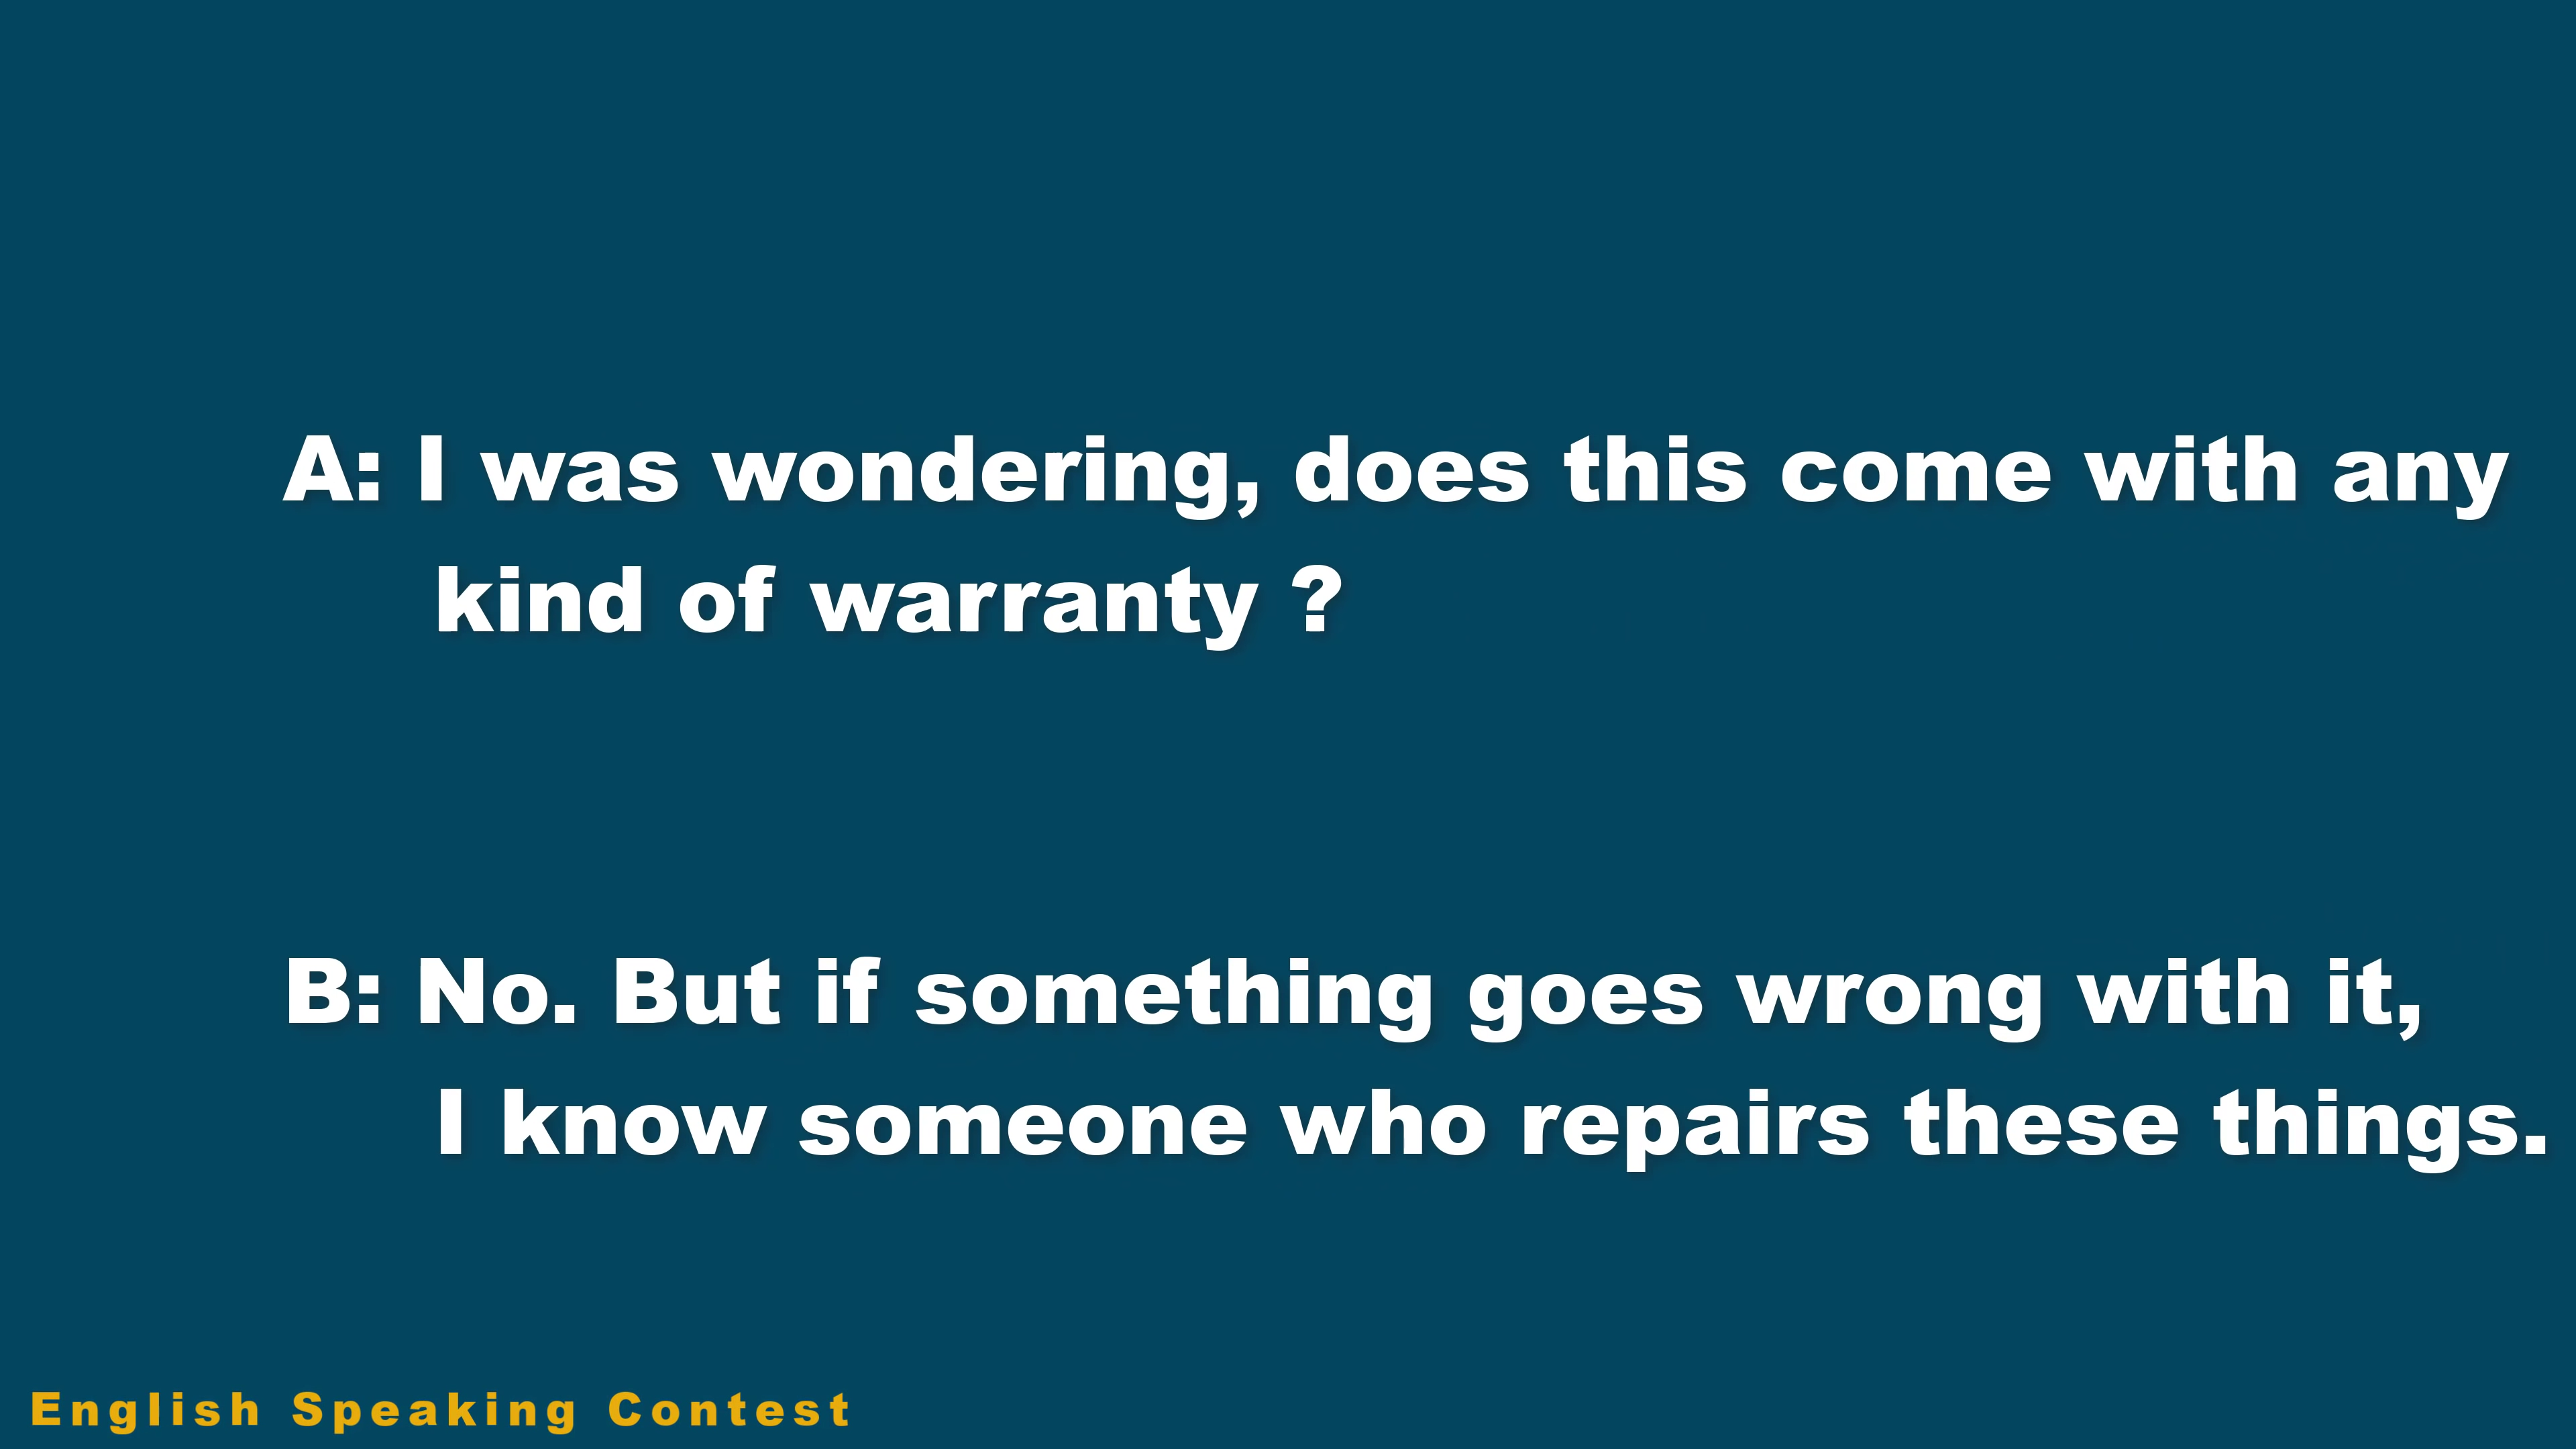 A: I was wondering, does this come with any
kind of warranty ?
B: No. But if something goes wrong with it,
I know someone who repairs these things.
English Speaking Contest